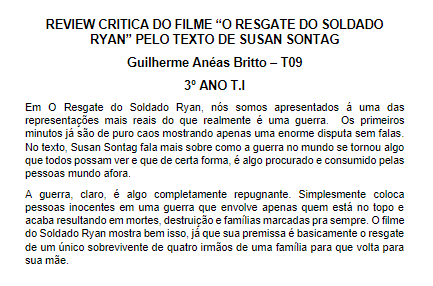 REVIEW CRITICA DO FILME “O RESGATE DO SOLDADO
RYAN” PELO TEXTO DE SUSAN SONTAG
Guilherme Anéas Britto – T09
3º ANO T.I
Em O Resgate do Soldado Ryan, nós somos apresentados á uma das
representações mais reais do que realmente é uma guerra.  Os primeiros
minutos já são de puro caos mostrando apenas uma enorme disputa sem falas.
No texto, Susan Sontag fala mais sobre como a guerra no mundo se tornou algo
que todos possam ver e que de certa forma, é algo procurado e consumido pelas
pessoas mundo afora.
A guerra, claro, é algo completamente repugnante. Simplesmente coloca
pessoas inocentes em uma guerra que envolve apenas quem está no topo e
acaba resultando em mortes, destruição e famílias marcadas pra sempre. O filme
do Soldado Ryan mostra bem isso, já que sua premissa é basicamente o resgate
de um único sobrevivente de quatro irmãos de uma família para que volta para
sua mãe.